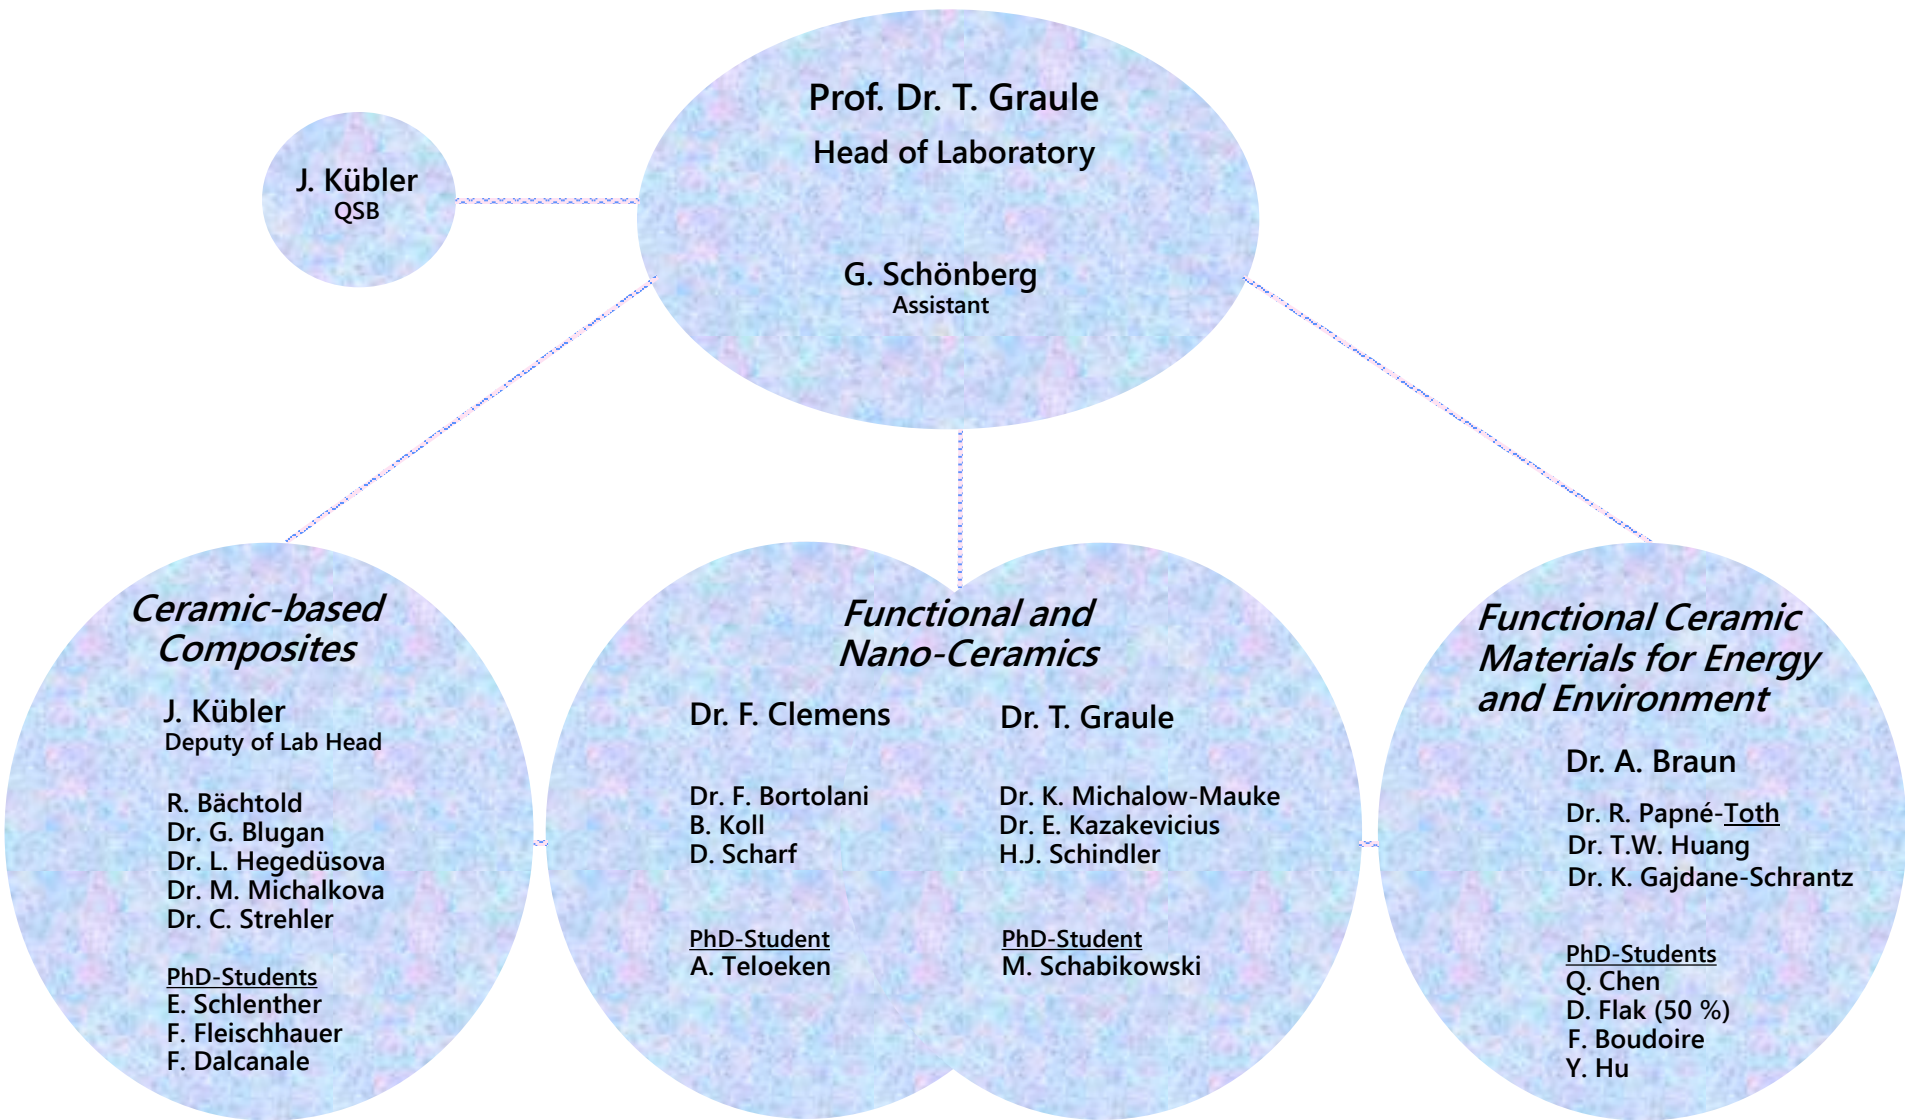 Prof. Dr. T. Graule
Head of Laboratory
G. Schönberg
Assistant
J. Kübler
QSB
Ceramic-based
Composites
J. Kübler
Deputy of Lab Head
R. Bächtold
Dr. G. Blugan
Dr. L. Hegedüsova
Dr. M. Michalkova
Dr. C. Strehler
PhD-Students
E. Schlenther
F. Fleischhauer
F. Dalcanale
Functional and
Nano-Ceramics
Dr. F. Clemens
Dr. F. Bortolani
B. Koll
D. Scharf
PhD-Student
A. Teloeken
Dr. T. Graule
Dr. K. Michalow-Mauke
Dr. E. Kazakevicius
H.J. Schindler
PhD-Student
M. Schabikowski
Functional Ceramic
Materials for Energy
and Environment
Dr. A. Braun
Dr. R. Papné-Toth
Dr. T.W. Huang
Dr. K. Gajdane-Schrantz
PhD-Students
Q. Chen
D. Flak (50 %)
F. Boudoire
Y. Hu